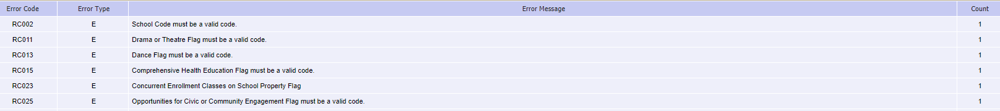 Error Code Error Type Error Message Count
RC002 E School Code must be a valid code. 1
RC011 E Drama or Theatre Flag must be a valid code. 1
RC013 E Dance Flag must be a valid code. 1
RC015 E Comprehensive Health Education Flag must be a valid code. 1
RC023 E Concurrent Enrollment Classes on School Property Flag 1
RC025 E Opportunities for Civic or Community Engagement Flag must be a valid code. 1